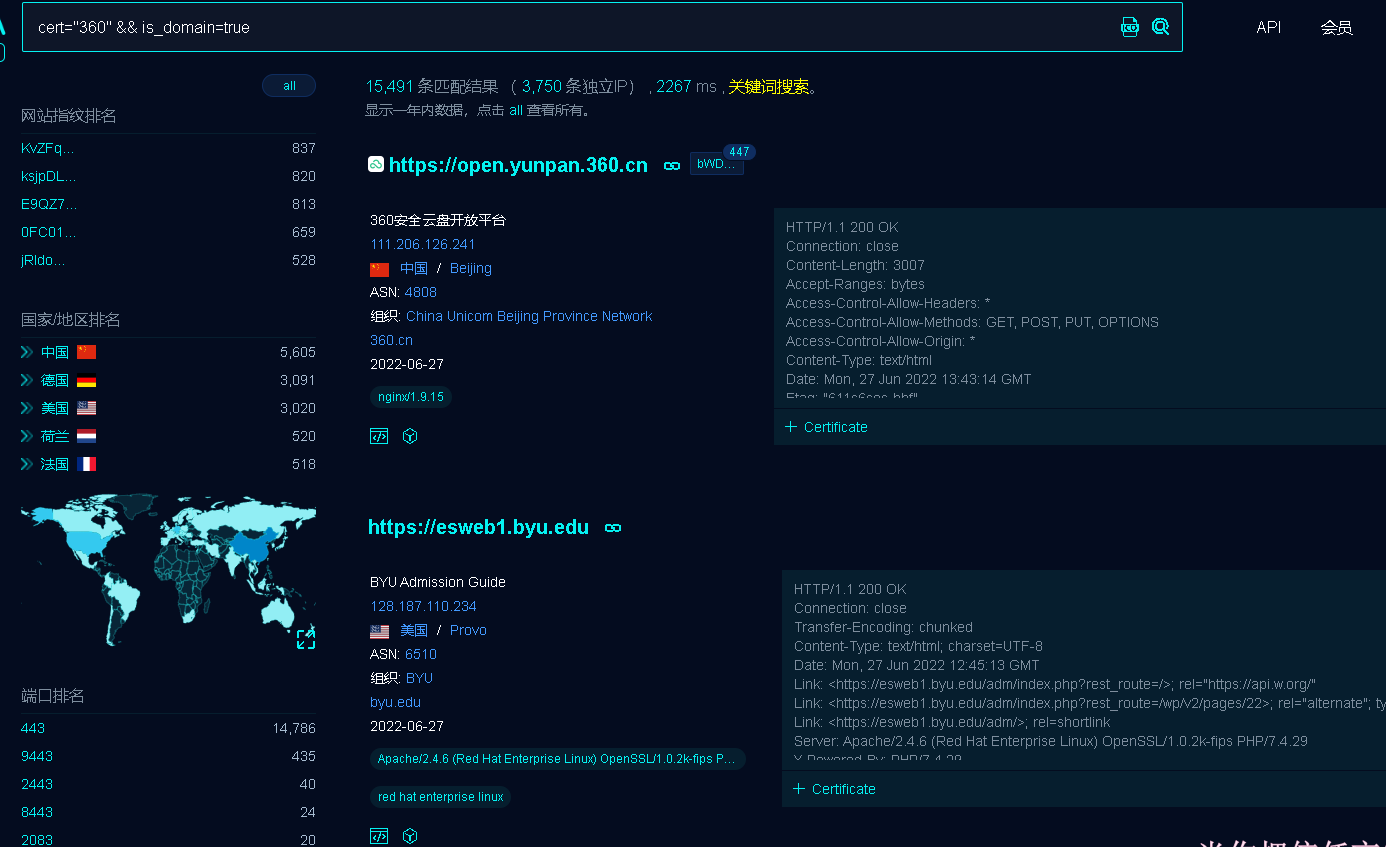 cert="360" && is_domain=true
API
会员
all
15,491 条匹配结果 （ 3,750 条独立IP） , 2267 ms , 关键词搜索。
显示一年内数据，点击 all 查看所有。
网站指纹排名
KvZFq... 837
ksjpDL... 820
E9QZ7... 813
0FC01... 659
jRIdo... 528
国家/地区排名
中国 5,605
德国 3,091
美国 3,020
荷兰 520
法国 518
端口排名
443 14,786
9443 435
2443 40
8443 24
2083 20
https://open.yunpan.360.cn
bWD...
447
360安全云盘开放平台
111.206.126.241
中国 / Beijing
ASN: 4808
组织: China Unicom Beijing Province Network
360.cn
2022-06-27
nginx/1.9.15
HTTP/1.1 200 OK
Connection: close
Content-Length: 3007
Accept-Ranges: bytes
Access-Control-Allow-Headers: *
Access-Control-Allow-Methods: GET, POST, PUT, OPTIONS
Access-Control-Allow-Origin: *
Content-Type: text/html
Date: Mon, 27 Jun 2022 13:43:14 GMT
+ Certificate
https://esweb1.byu.edu
BYU Admission Guide
128.187.110.234
美国 / Provo
ASN: 6510
组织: BYU
byu.edu
2022-06-27
Apache/2.4.6 (Red Hat Enterprise Linux) OpenSSL/1.0.2k-fips P...
red hat enterprise linux
HTTP/1.1 200 OK
Connection: close
Transfer-Encoding: chunked
Content-Type: text/html; charset=UTF-8
Date: Mon, 27 Jun 2022 12:45:13 GMT
Link: <https://esweb1.byu.edu/adm/index.php?rest_route=/>; rel="https://api.w.org/"
Link: <https://esweb1.byu.edu/adm/index.php?rest_route=/wp/v2/pages/22>; rel="alternate"; ty
Link: <https://esweb1.byu.edu/adm/>; rel=shortlink
Server: Apache/2.4.6 (Red Hat Enterprise Linux) OpenSSL/1.0.2k-fips PHP/7.4.29
X-Powered-By: PHP/7.4.29
+ Certificate